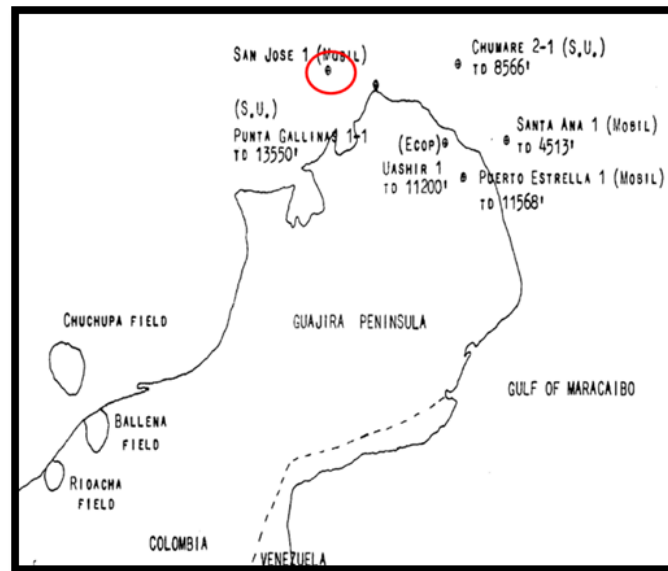 SAN JOSE 1 (MOBIL)
CHUMARE 2-1 (S.U.)
TD 8566'
(S.U.)
PUNTA GALLINAS 1-1
TD 13550'
(ECOP)
UASHIR 1
TD 11200'
SANTA ANA 1 (MOBIL)
TO 4513'
PUERTO ESTRELLA 1 (MOBIL)
TD 11568'
CHUCHUPA FIELD
GUAJIRA PENINSULA
GULF OF MARACAIBO
BALLENA
FIELD
RIOACHA
FIELD
COLOMBIA
VENEZUELA